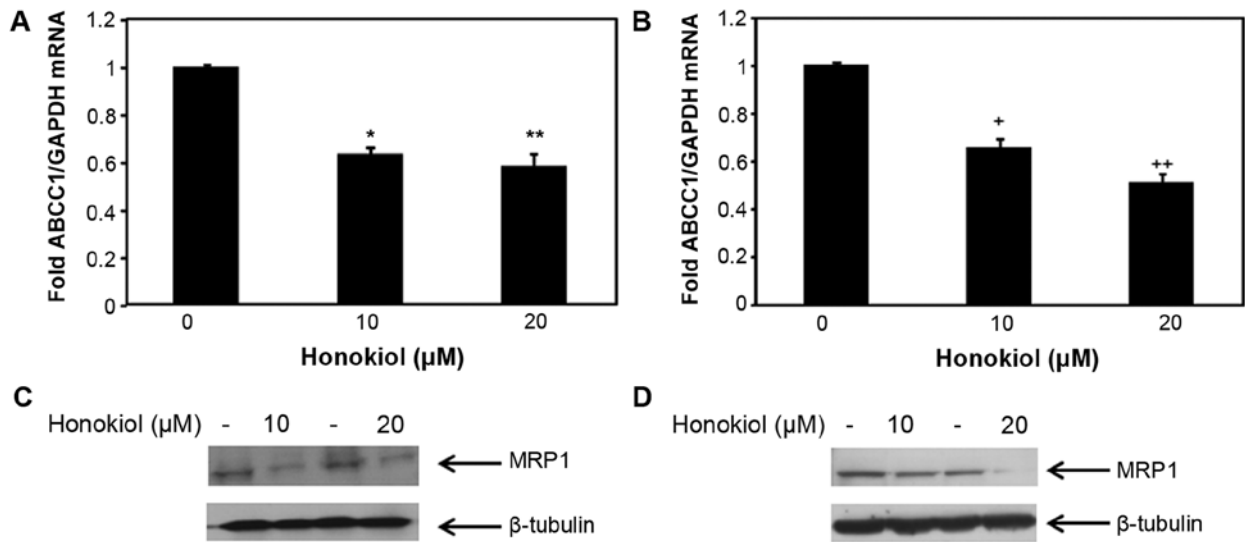 A
Fold ABCC1/GAPDH mRNA
1.2
1
0.8
0.6
0.4
0.2
0
*
**
0 10 20
Honokiol (μM)
B
Fold ABCC1/GAPDH mRNA
1.2
1
0.8
0.6
0.4
0.2
0
+
++
0 10 20
Honokiol (μM)
C
Honokiol (μM) - 10 - 20
MRP1
β-tubulin
D
Honokiol (μM) - 10 - 20
MRP1
β-tubulin